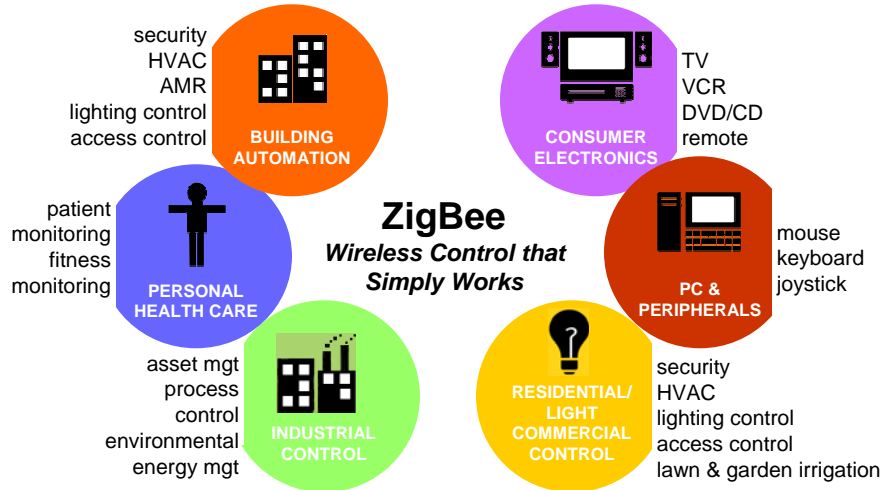 security
HVAC
AMR
lighting control
access control
BUILDING
AUTOMATION
TV
VCR
DVD/CD
remote
CONSUMER
ELECTRONICS
patient
monitoring
fitness
monitoring
PERSONAL
HEALTH CARE
ZigBee
Wireless Control that
Simply Works
mouse
keyboard
joystick
PC &
PERIPHERALS
asset mgt
process
control
environmental
energy mgt
INDUSTRIAL
CONTROL
RESIDENTIAL/
LIGHT
COMMERCIAL
CONTROL
security
HVAC
lighting control
access control
lawn & garden irrigation